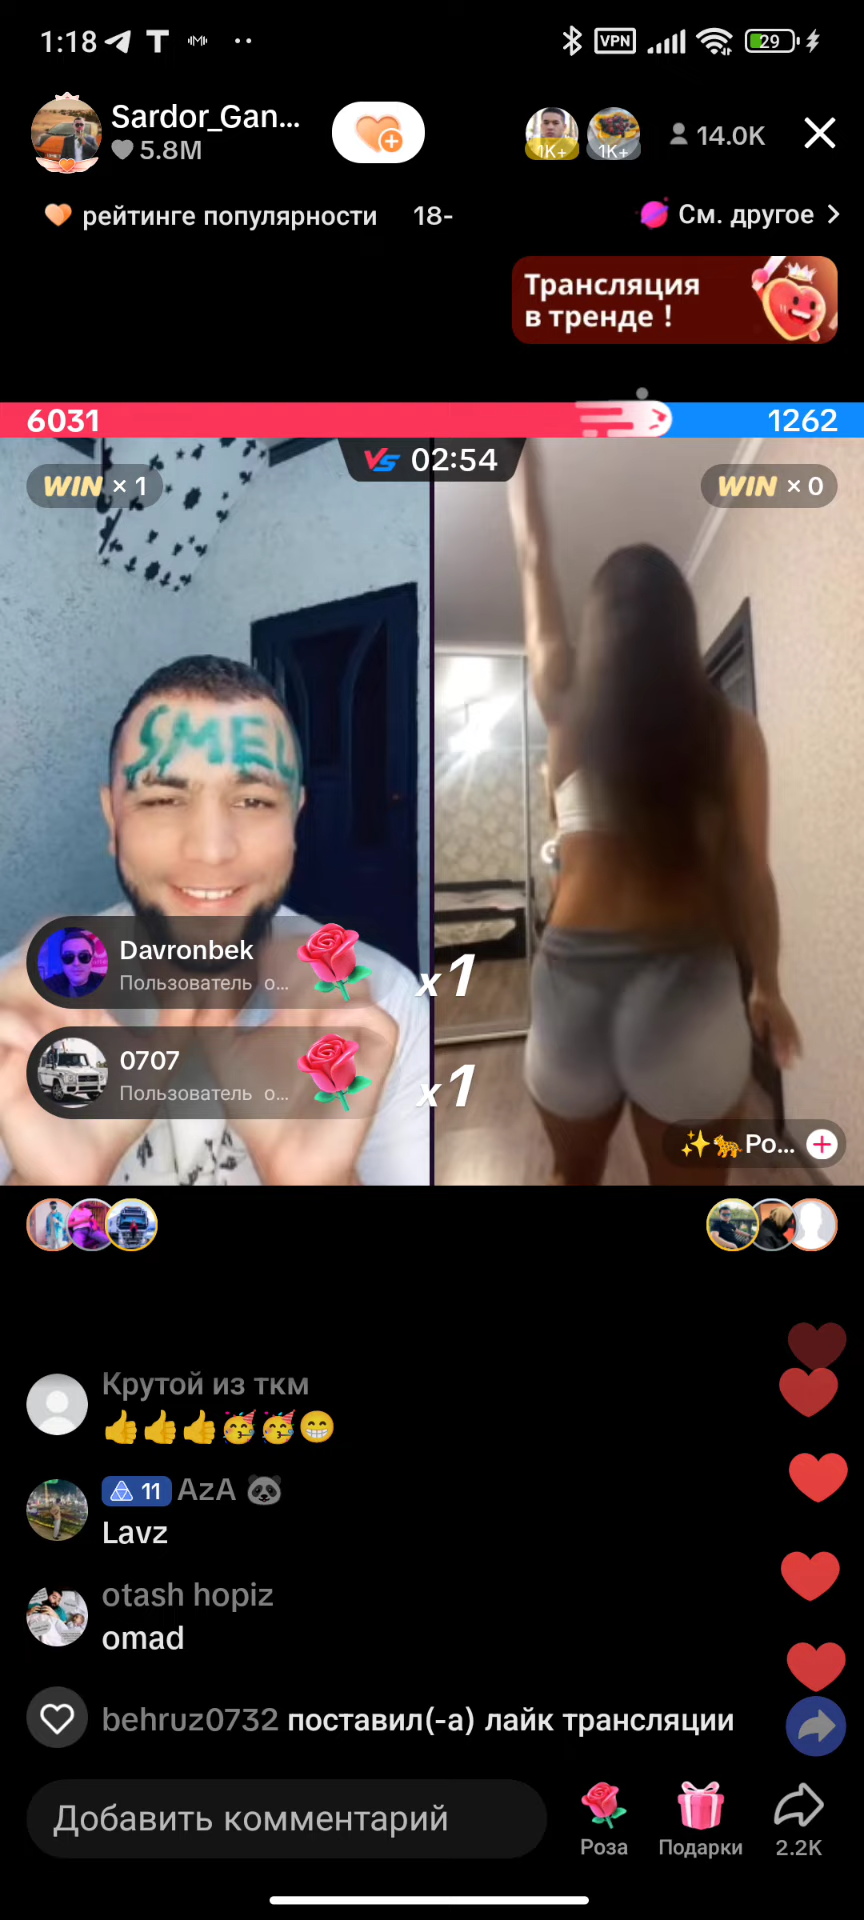 1:18
VPN
29
Sardor_Gan...
5.8M
1K+
1K+
14.0K
рейтинге популярности 18-
См. другое
Трансляция
в тренде !
6031
1262
VS 02:54
WIN × 1
WIN × 0
SMEL
Davronbek
Пользователь о...
x1
0707
Пользователь о...
x1
✨🐆Po...
Крутой из ткм
👍👍👍🥳🥳😁
11 AzA 🐼
Lavz
otash hopiz
omad
behruz0732 поставил(-а) лайк трансляции
Добавить комментарий
Роза
Подарки
2.2K